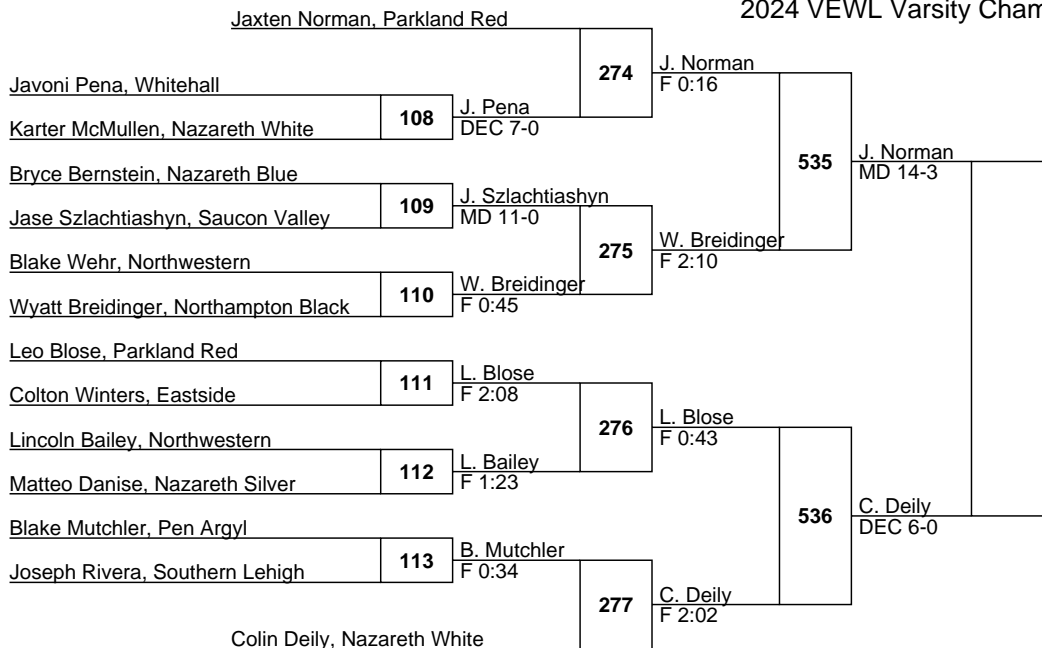 2024 VEWL Varsity Cham
Jaxten Norman, Parkland Red
274
J. Norman
F 0:16
Javoni Pena, Whitehall
108
J. Pena
DEC 7-0
Karter McMullen, Nazareth White
535
J. Norman
MD 14-3
Bryce Bernstein, Nazareth Blue
109
J. Szlachtiashyn
MD 11-0
Jase Szlachtiashyn, Saucon Valley
275
W. Breidinger
F 2:10
Blake Wehr, Northwestern
110
W. Breidinger
F 0:45
Wyatt Breidinger, Northampton Black
Leo Blose, Parkland Red
111
L. Blose
F 2:08
Colton Winters, Eastside
276
L. Blose
F 0:43
Lincoln Bailey, Northwestern
112
L. Bailey
F 1:23
Matteo Danise, Nazareth Silver
536
C. Deily
DEC 6-0
Blake Mutchler, Pen Argyl
113
B. Mutchler
F 0:34
Joseph Rivera, Southern Lehigh
277
C. Deily
F 2:02
Colin Deily, Nazareth White